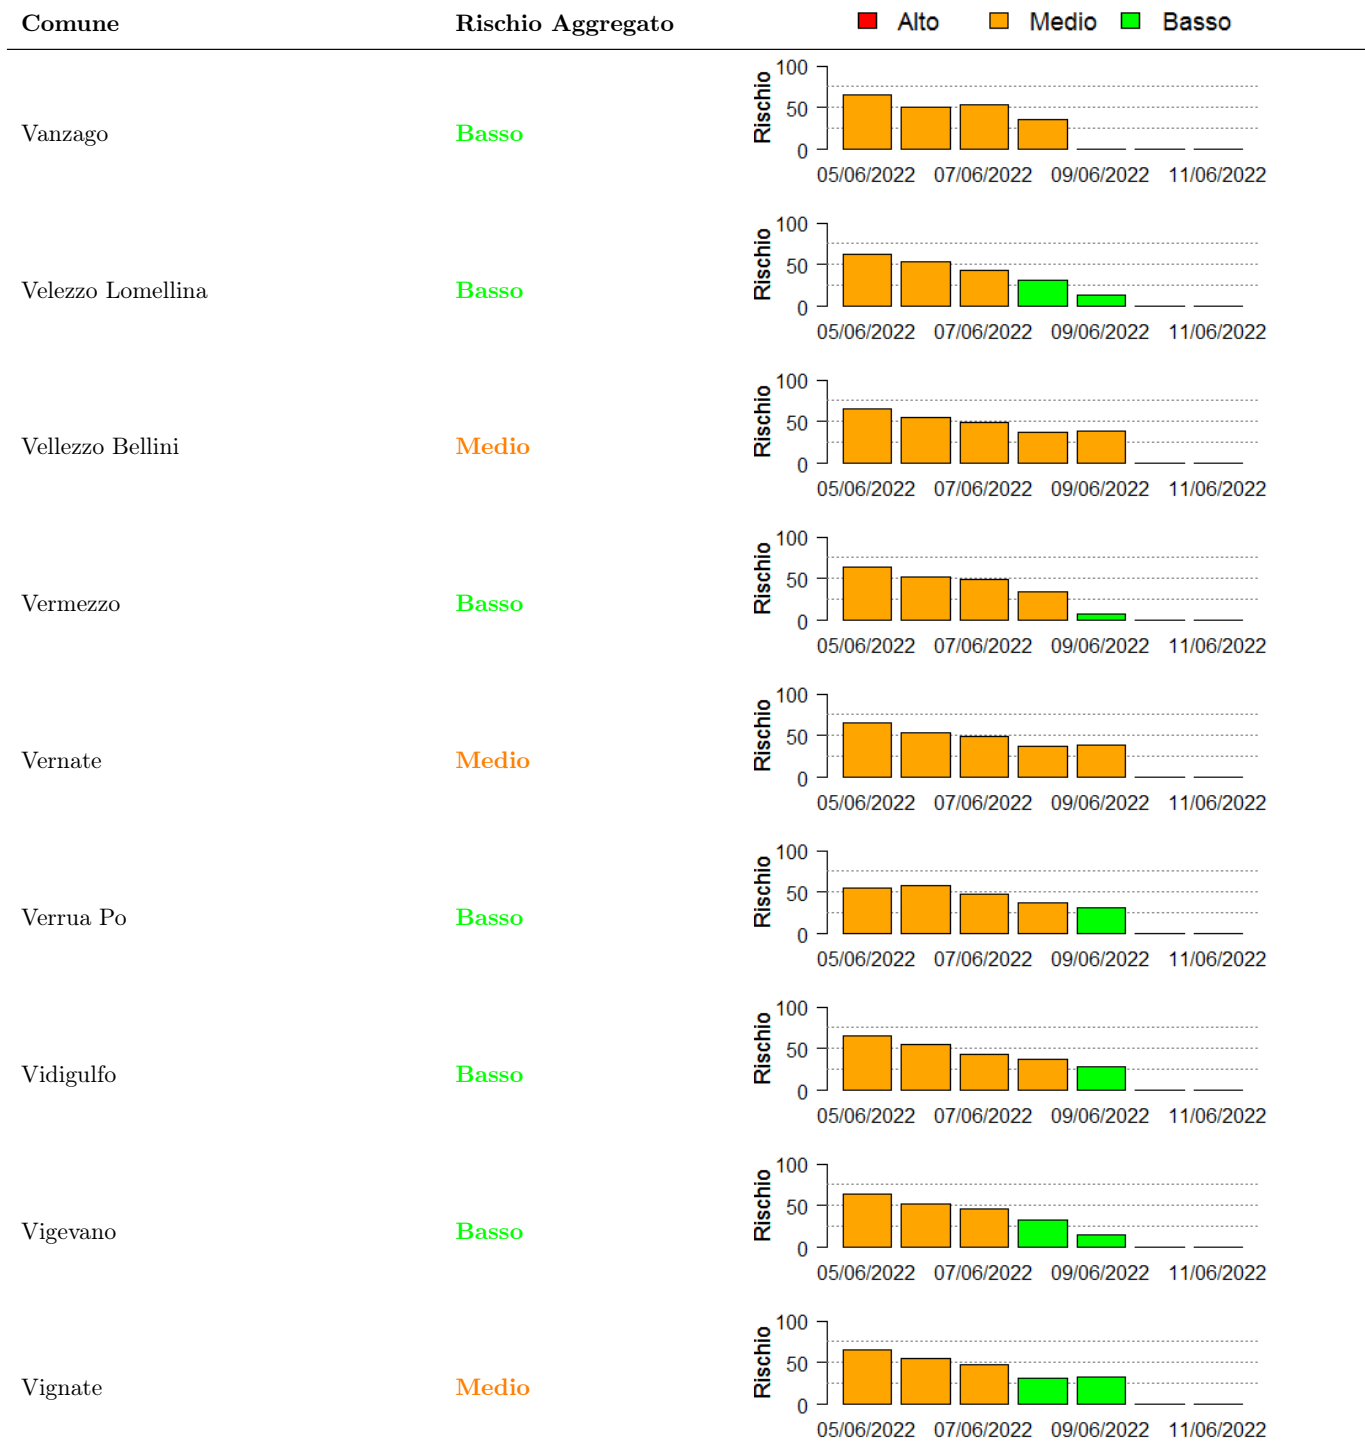 Comune Rischio Aggregato Alto Medio Basso
Vanzago Basso
Rischio
100
50
0
05/06/2022 07/06/2022 09/06/2022 11/06/2022
Velezzo Lomellina Basso
Rischio
100
50
0
05/06/2022 07/06/2022 09/06/2022 11/06/2022
Vellezzo Bellini Medio
Rischio
100
50
0
05/06/2022 07/06/2022 09/06/2022 11/06/2022
Vermezzo Basso
Rischio
100
50
0
05/06/2022 07/06/2022 09/06/2022 11/06/2022
Vernate Medio
Rischio
100
50
0
05/06/2022 07/06/2022 09/06/2022 11/06/2022
Verrua Po Basso
Rischio
100
50
0
05/06/2022 07/06/2022 09/06/2022 11/06/2022
Vidigulfo Basso
Rischio
100
50
0
05/06/2022 07/06/2022 09/06/2022 11/06/2022
Vigevano Basso
Rischio
100
50
0
05/06/2022 07/06/2022 09/06/2022 11/06/2022
Vignate Medio
Rischio
100
50
0
05/06/2022 07/06/2022 09/06/2022 11/06/2022